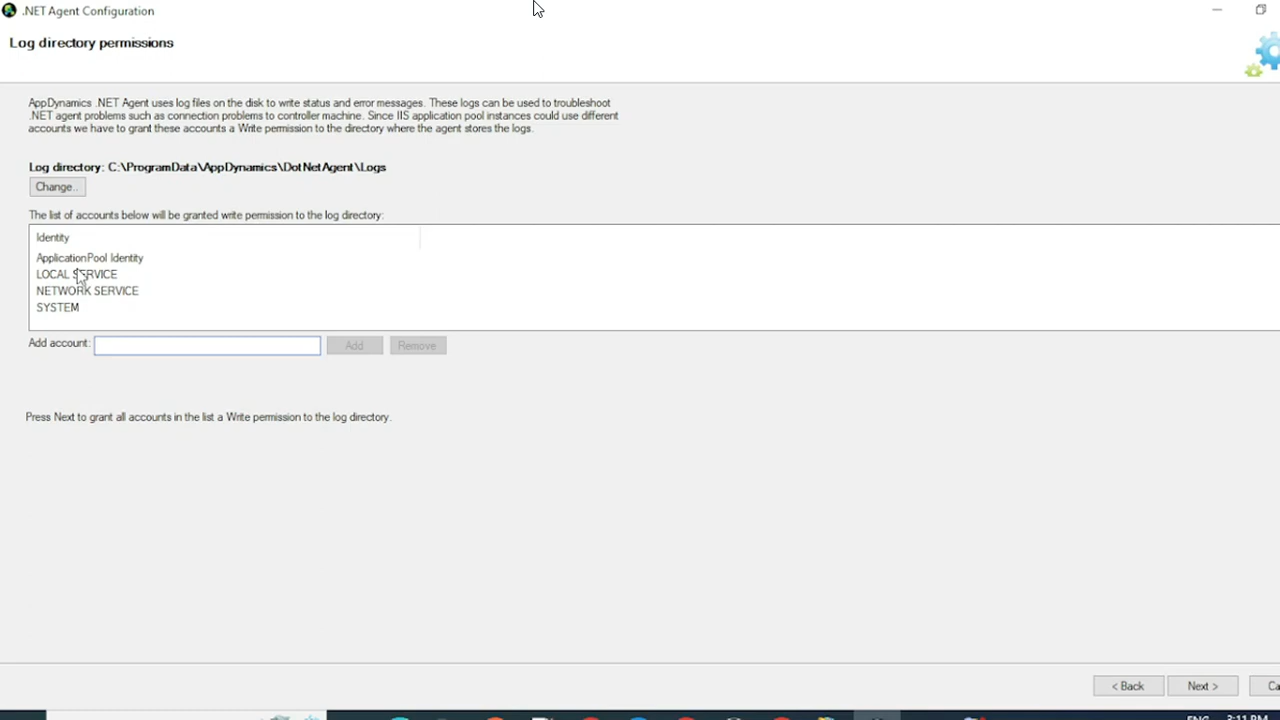 .NET Agent Configuration
Log directory permissions
AppDynamics .NET Agent uses log files on the disk to write status and error messages. These logs can be used to troubleshoot
.NET agent problems such as connection problems to controller machine. Since IIS application pool instances could use different
accounts we have to grant these accounts a Write permission to the directory where the agent stores the logs.
Log directory: C:\ProgramData\AppDynamics\DotNetAgent\Logs
Change..
The list of accounts below will be granted write permission to the log directory:
Identity
ApplicationPool Identity
LOCAL SERVICE
NETWORK SERVICE
SYSTEM
Add account:
Add
Remove
Press Next to grant all accounts in the list a Write permission to the log directory.
< Back
Next >
Ca
ENG
3:11 PM